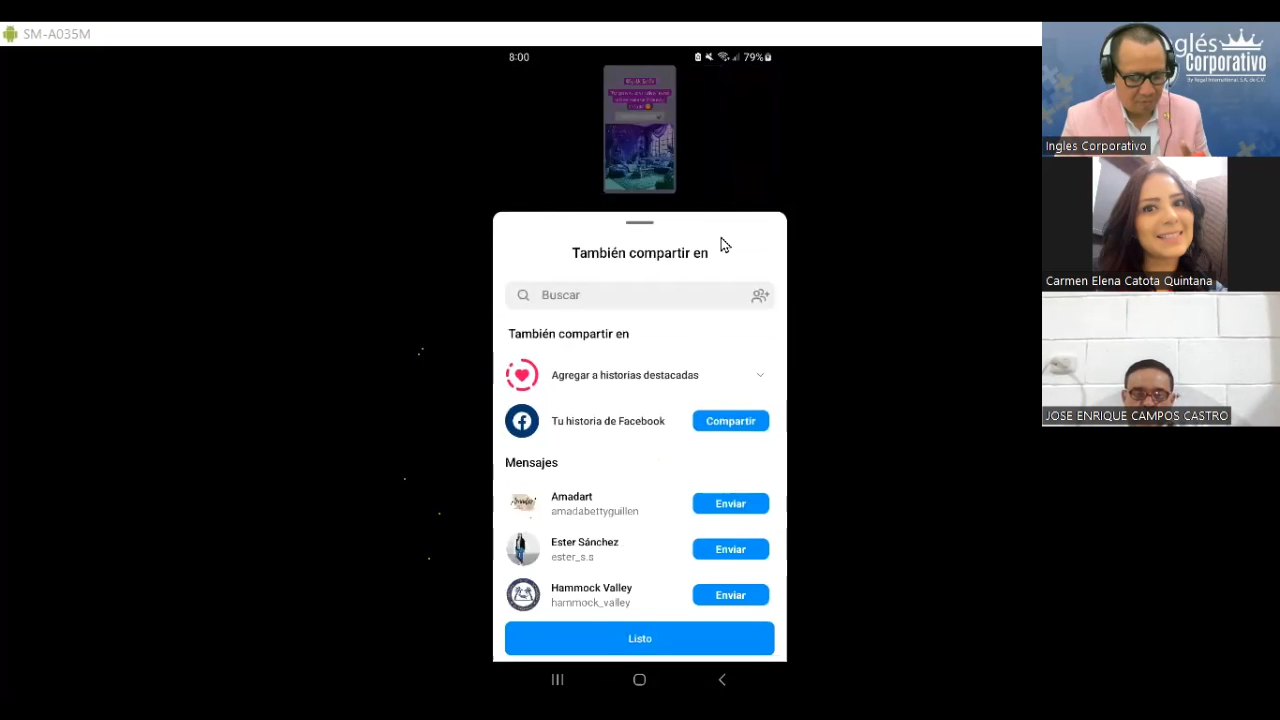 SM-A035M
8:00
79%
También compartir en
Buscar
También compartir en
Agregar a historias destacadas
Tu historia de Facebook
Compartir
Mensajes
Amadart
amadabettyguillen
Enviar
Ester Sánchez
ester_s.s
Enviar
Hammock Valley
hammock_valley
Enviar
Listo
glés
Corporativo
Ingles Corporativo
Carmen Elena Catota Quintana
JOSE ENRIQUE CAMPOS CASTRO